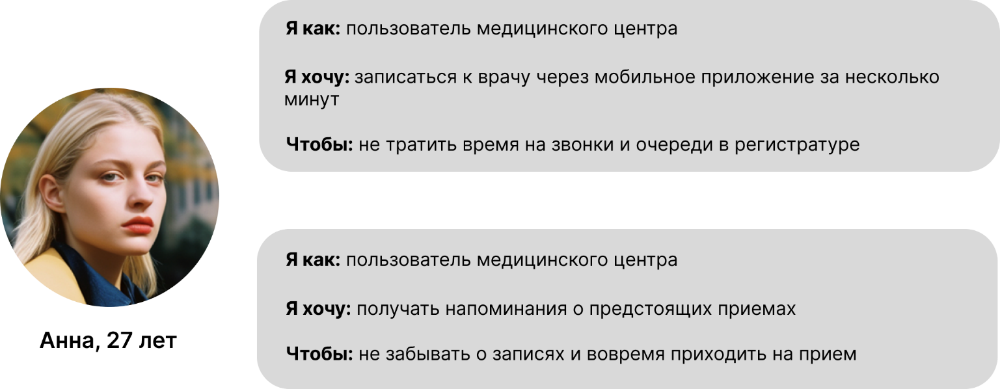 Я как: пользователь медицинского центра
Я хочу: записаться к врачу через мобильное приложение за несколько
минут
Чтобы: не тратить время на звонки и очереди в регистратуре
Я как: пользователь медицинского центра
Я хочу: получать напоминания о предстоящих приемах
Чтобы: не забывать о записях и вовремя приходить на прием
Анна, 27 лет